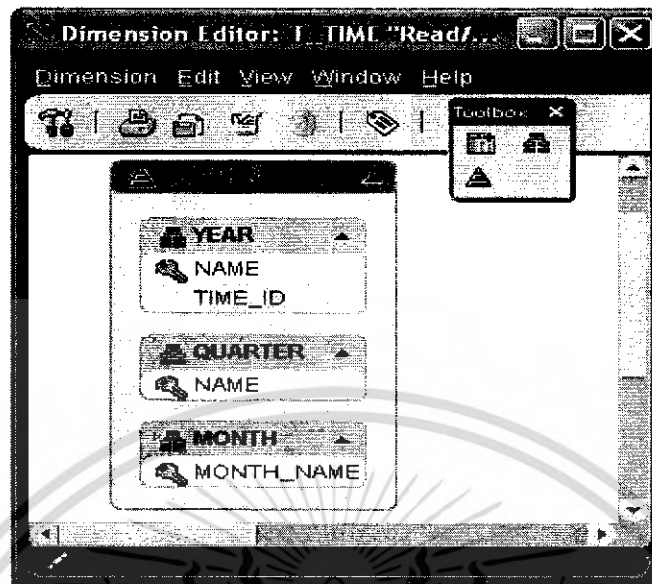 Dimension Editor: T_TIME "Read/...
Dimension Edit View Window Help
Toolbox
YEAR
NAME
TIME_ID
QUARTER
NAME
MONTH
MONTH_NAME